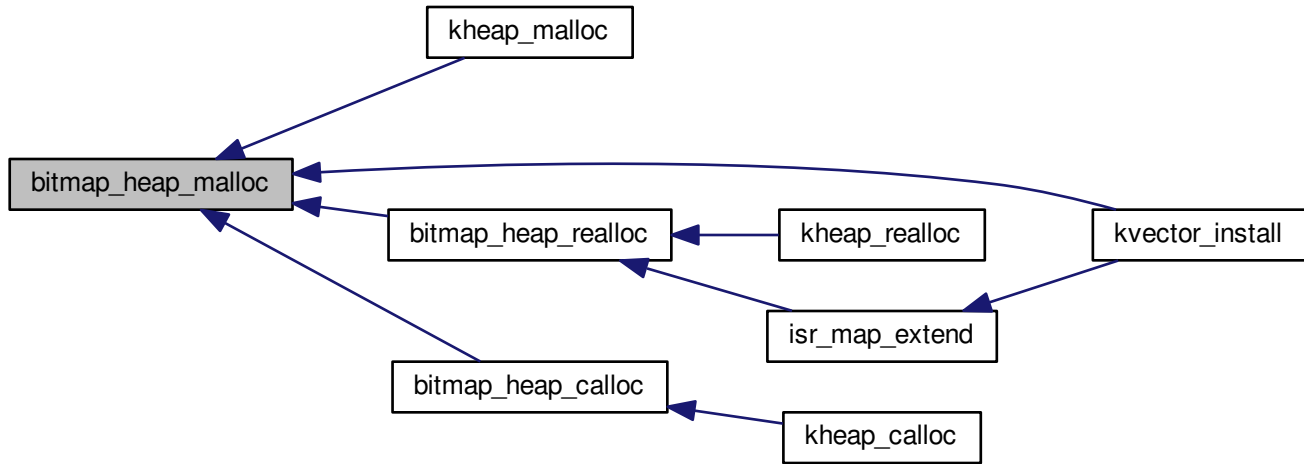 kheap_malloc
bitmap_heap_malloc
bitmap_heap_realloc
kheap_realloc
kvector_install
isr_map_extend
bitmap_heap_calloc
kheap_calloc